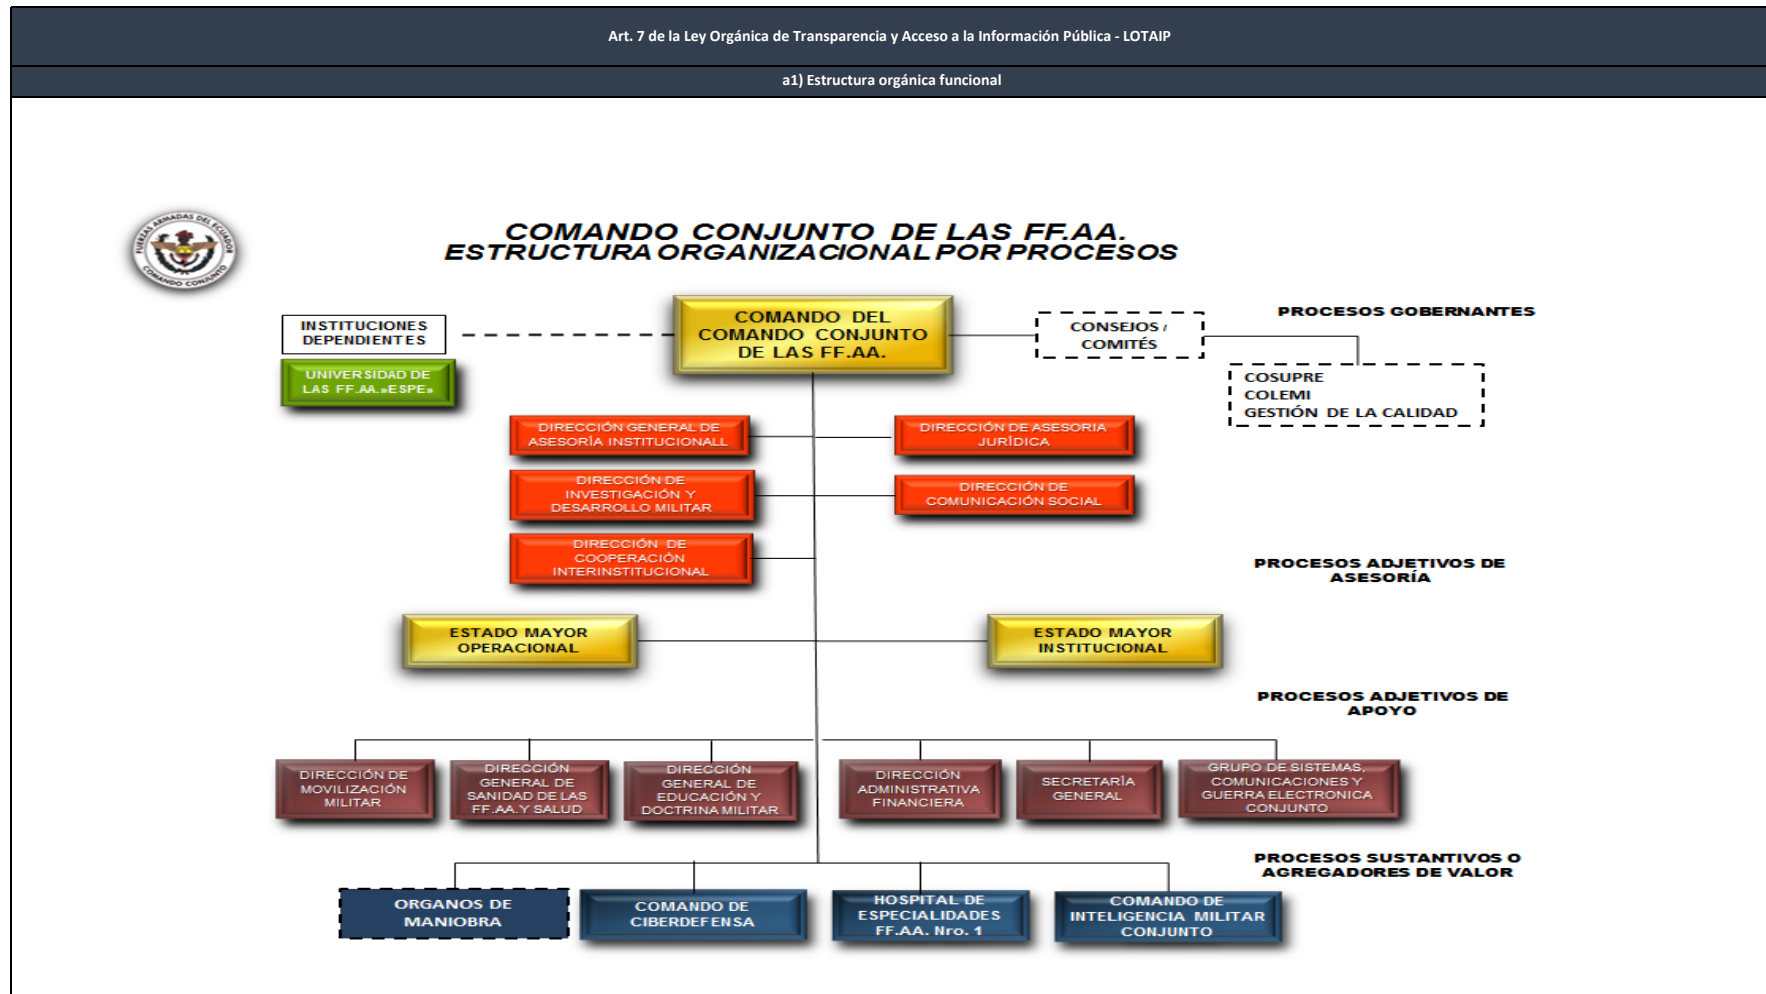 Art. 7 de la Ley Orgánica de Transparencia y Acceso a la Información Pública - LOTAIP
a1) Estructura orgánica funcional
FUERZAS ARMADAS DEL ECUADOR
COMANDO CONJUNTO
COMANDO CONJUNTO DE LAS FF.AA.
ESTRUCTURA ORGANIZACIONAL POR PROCESOS
INSTITUCIONES
DEPENDIENTES
UNIVERSIDAD DE
LAS FF.AA.»ESPE»
COMANDO DEL
COMANDO CONJUNTO
DE LAS FF.AA.
CONSEJOS /
COMITÉS
PROCESOS GOBERNANTES
COSUPRE
COLEMI
GESTIÓN DE LA CALIDAD
DIRECCIÓN GENERAL DE
ASESORÍA INSTITUCIONALL
DIRECCIÓN DE ASESORIA
JURÍDICA
DIRECCIÓN DE
INVESTIGACIÓN Y
DESARROLLO MILITAR
DIRECCIÓN DE
COMUNICACIÓN SOCIAL
DIRECCIÓN DE
COOPERACIÓN
INTERINSTITUCIONAL
PROCESOS ADJETIVOS DE
ASESORÍA
ESTADO MAYOR
OPERACIONAL
ESTADO MAYOR
INSTITUCIONAL
PROCESOS ADJETIVOS DE
APOYO
DIRECCIÓN DE
MOVILIZACIÓN
MILITAR
DIRECCIÓN
GENERAL DE
SANIDAD DE LAS
FF.AA.Y SALUD
DIRECCIÓN
GENERAL DE
EDUCACIÓN Y
DOCTRINA MILITAR
DIRECCIÓN
ADMINISTRATIVA
FINANCIERA
SECRETARÍA
GENERAL
GRUPO DE SISTEMAS,
COMUNICACIONES Y
GUERRA ELECTRONICA
CONJUNTO
PROCESOS SUSTANTIVOS O
AGREGADORES DE VALOR
ORGANOS DE
MANIOBRA
COMANDO DE
CIBERDEFENSA
HOSPITAL DE
ESPECIALIDADES
FF.AA. Nro. 1
COMANDO DE
INTELIGENCIA MILITAR
CONJUNTO